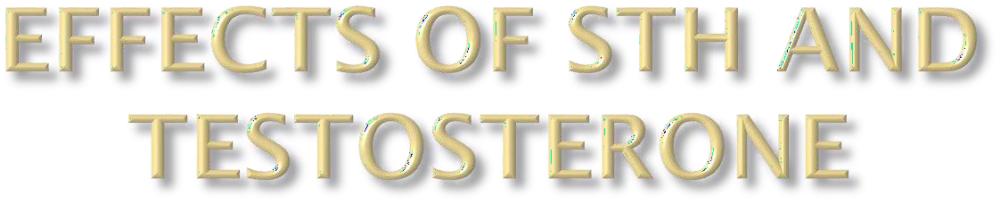 EFFECTS OF STH AND
TESTOSTERONE